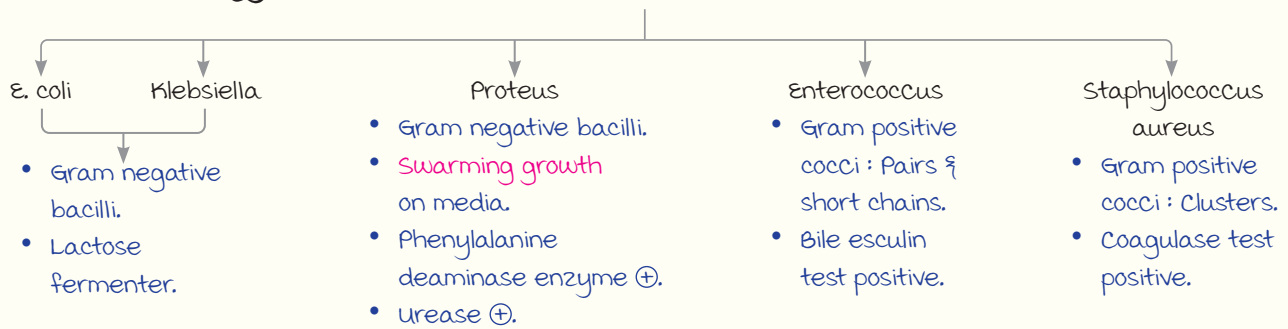 E. coli
Klebsiella
• Gram negative
bacilli.
• Lactose
fermenter.
Proteus
• Gram negative bacilli.
• Swarming growth
on media.
• Phenylalanine
deaminase enzyme ⊕.
• Urease ⊕.
Enterococcus
• Gram positive
cocci : Pairs &
short chains.
• Bile esculin
test positive.
Staphylococcus
aureus
• Gram positive
cocci : Clusters.
• Coagulase test
positive.